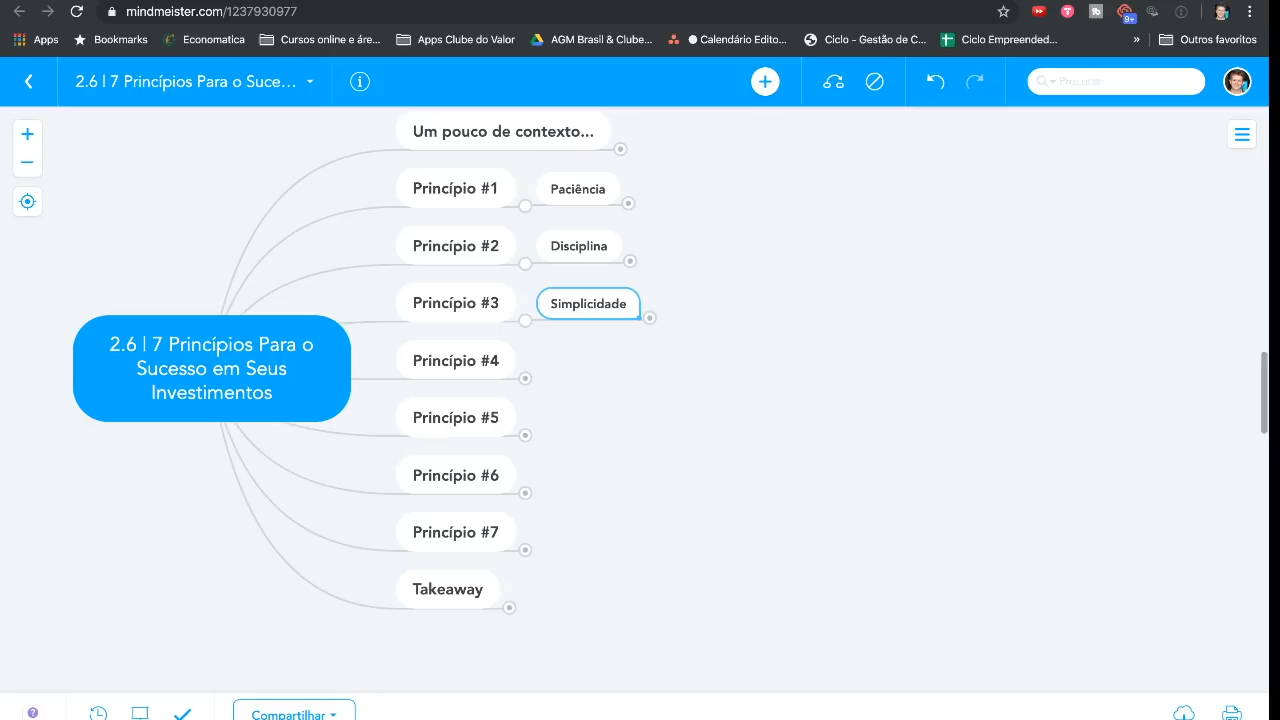 mindmeister.com/1237930977
9+
Apps
Bookmarks
Economatica
Cursos online e áre...
Apps Clube do Valor
AGM Brasil & Clube...
Calendário Edito...
Ciclo - Gestão de C...
Ciclo Empreended...
»
Outros favoritos
2.6 | 7 Princípios Para o Suce...
Procurar
Um pouco de contexto...
Princípio #1
Paciência
Princípio #2
Disciplina
Princípio #3
Simplicidade
2.6 | 7 Princípios Para o
Sucesso em Seus
Investimentos
Princípio #4
Princípio #5
Princípio #6
Princípio #7
Takeaway
Compartilhar